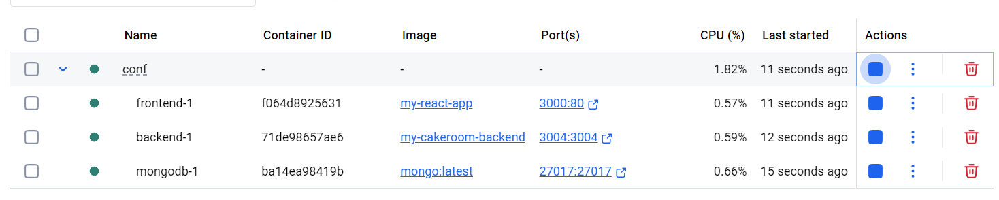 Name Container ID Image Port(s) CPU (%) Last started Actions
conf - - - 1.82% 11 seconds ago
frontend-1 f064d8925631 my-react-app 3000:80 0.57% 11 seconds ago
backend-1 71de98657ae6 my-cakeroom-backend 3004:3004 0.59% 12 seconds ago
mongodb-1 ba14ea98419b mongo:latest 27017:27017 0.66% 15 seconds ago